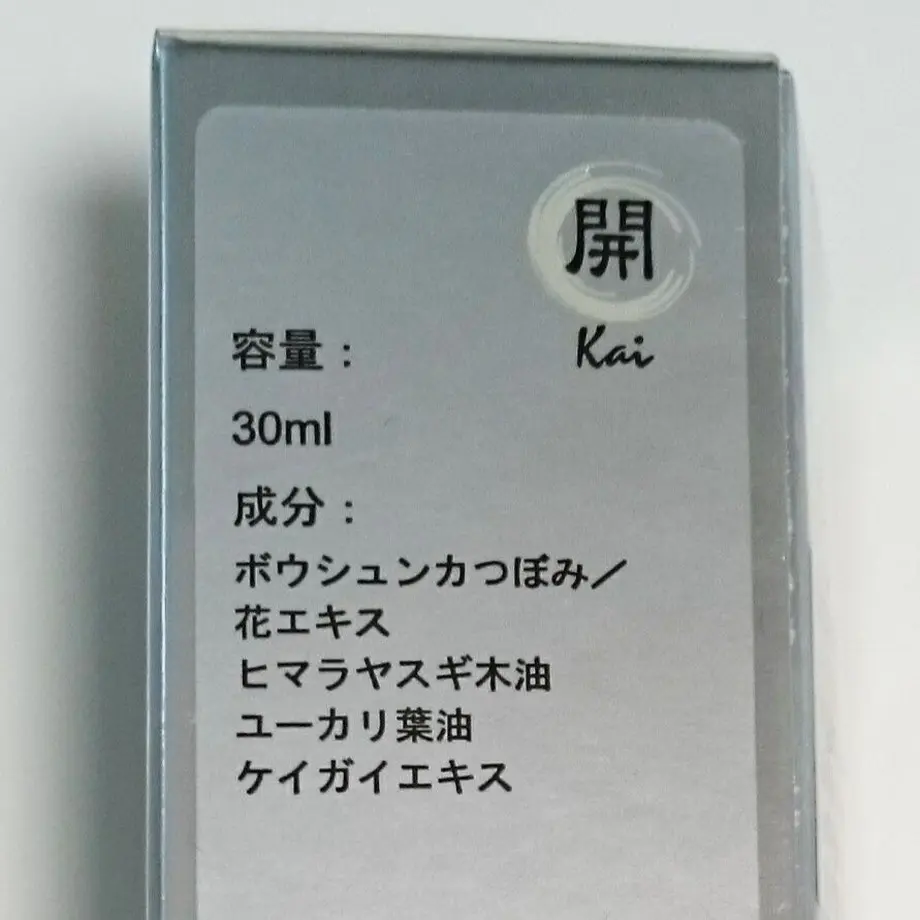 開
Kai
容量：
30ml
成分：
ボウシュンカつぼみ／
花エキス
ヒマラヤスギ木油
ユーカリ葉油
ケイガイエキス